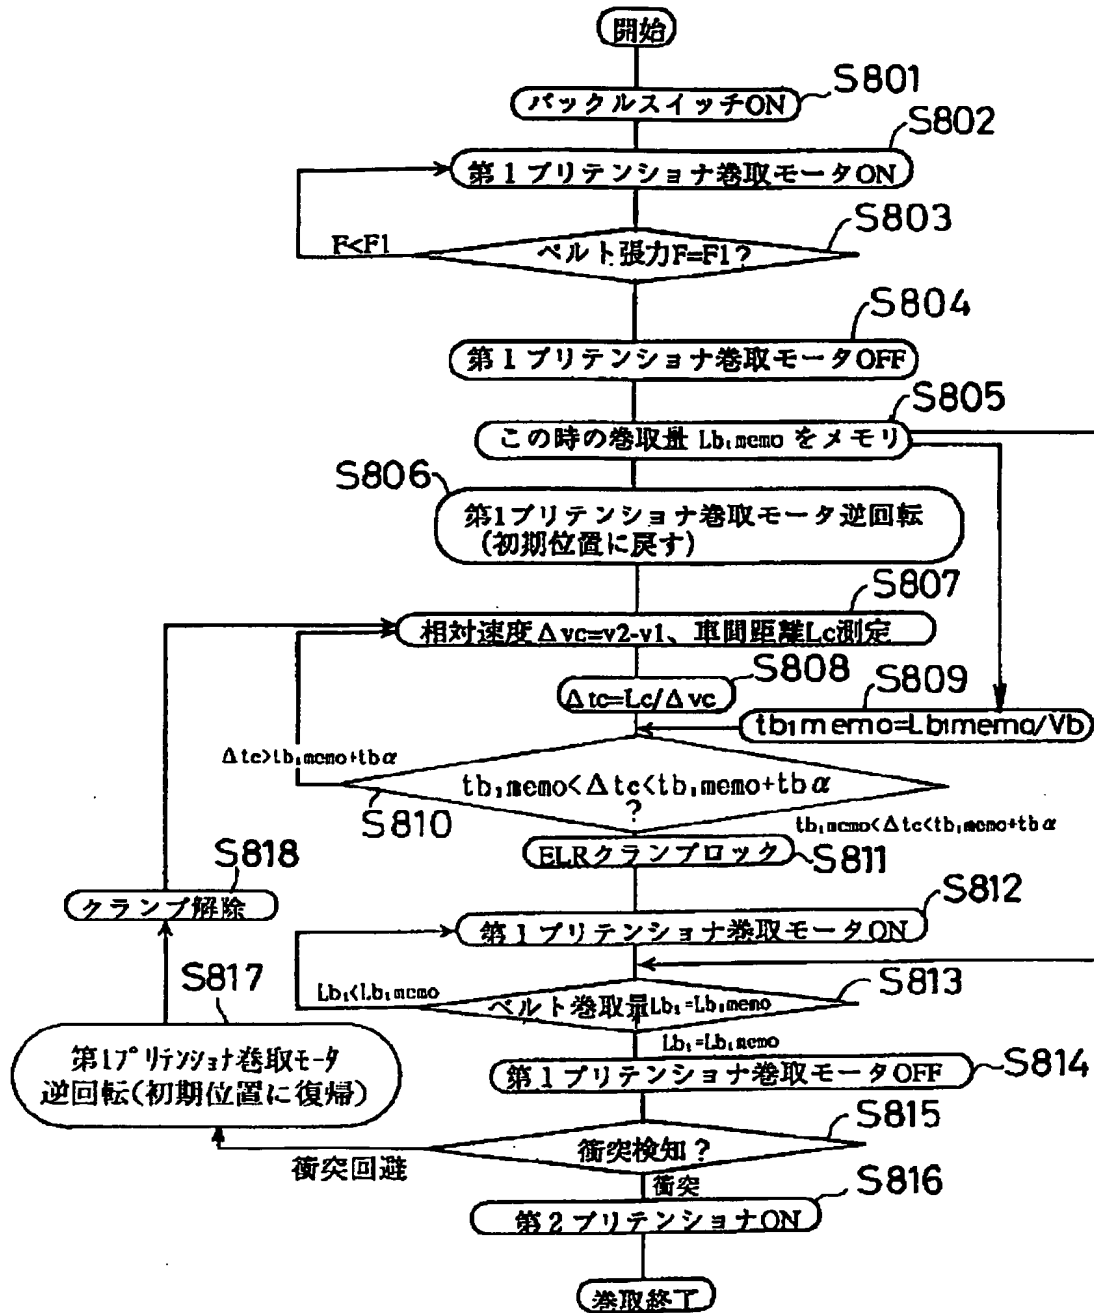 開始
S801
バックルスイッチON
S802
第1プリテンショナ巻取モータON
S803
F<F1
ベルト張力F=F1?
S804
第1プリテンショナ巻取モータOFF
S805
この時の巻取量 Lb₁memo をメモリ
S806
第1プリテンショナ巻取モータ逆回転
(初期位置に戻す)
S807
相対速度Δvc=v2-v1、車間距離Lc測定
S808
Δtc=Lc/Δvc
S809
tb₁memo=Lb₁memo/Vb
Δtc>tb₁memo+tbα
tb₁memo<Δtc<tb₁memo+tbα
?
S810
tb₁memo<Δtc<tb₁memo+tbα
ELRクランプロック
S811
S818
クランプ解除
S812
第1プリテンショナ巻取モータON
S817
Lb₁<Lb₁memo
S813
ベルト巻取量Lb₁=Lb₁memo
Lb₁=Lb₁memo
第1プリテンショナ巻取モータ
逆回転(初期位置に復帰)
第1プリテンショナ巻取モータOFF
S814
S815
衝突検知?
衝突回避
衝突
S816
第2プリテンショナON
巻取終了